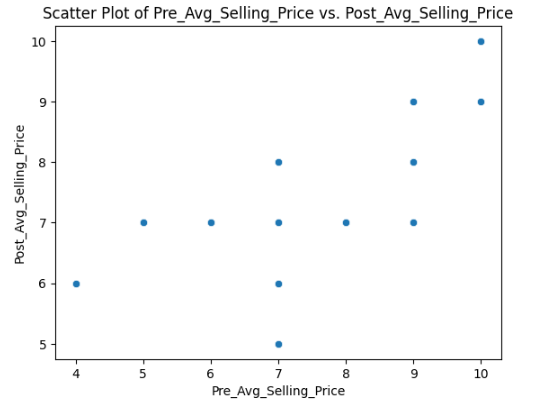 Scatter Plot of Pre_Avg_Selling_Price vs. Post_Avg_Selling_Price
10
9
8
7
6
5
Post_Avg_Selling_Price
4 5 6 7 8 9 10
Pre_Avg_Selling_Price